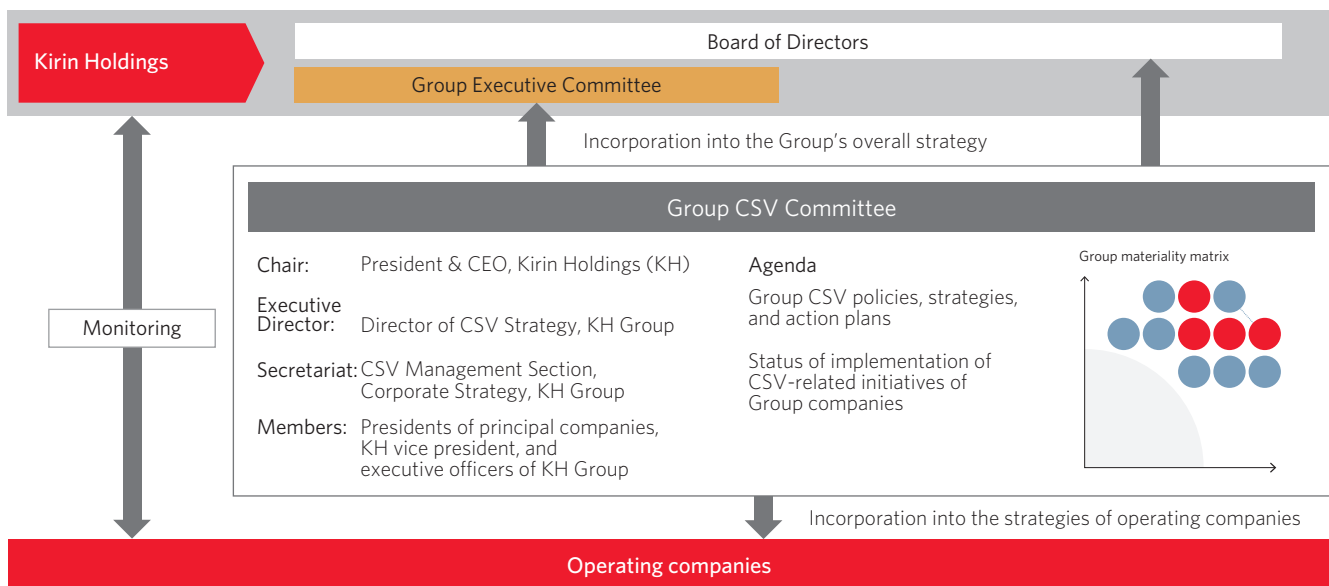 Kirin Holdings
Board of Directors
Group Executive Committee
Incorporation into the Group’s overall strategy
Monitoring
Group CSV Committee
Chair: President & CEO, Kirin Holdings (KH)
Executive
Director: Director of CSV Strategy, KH Group
Secretariat: CSV Management Section,
Corporate Strategy, KH Group
Members: Presidents of principal companies,
KH vice president, and
executive officers of KH Group
Agenda
Group CSV policies, strategies,
and action plans
Status of implementation of
CSV-related initiatives of
Group companies
Group materiality matrix
Incorporation into the strategies of operating companies
Operating companies